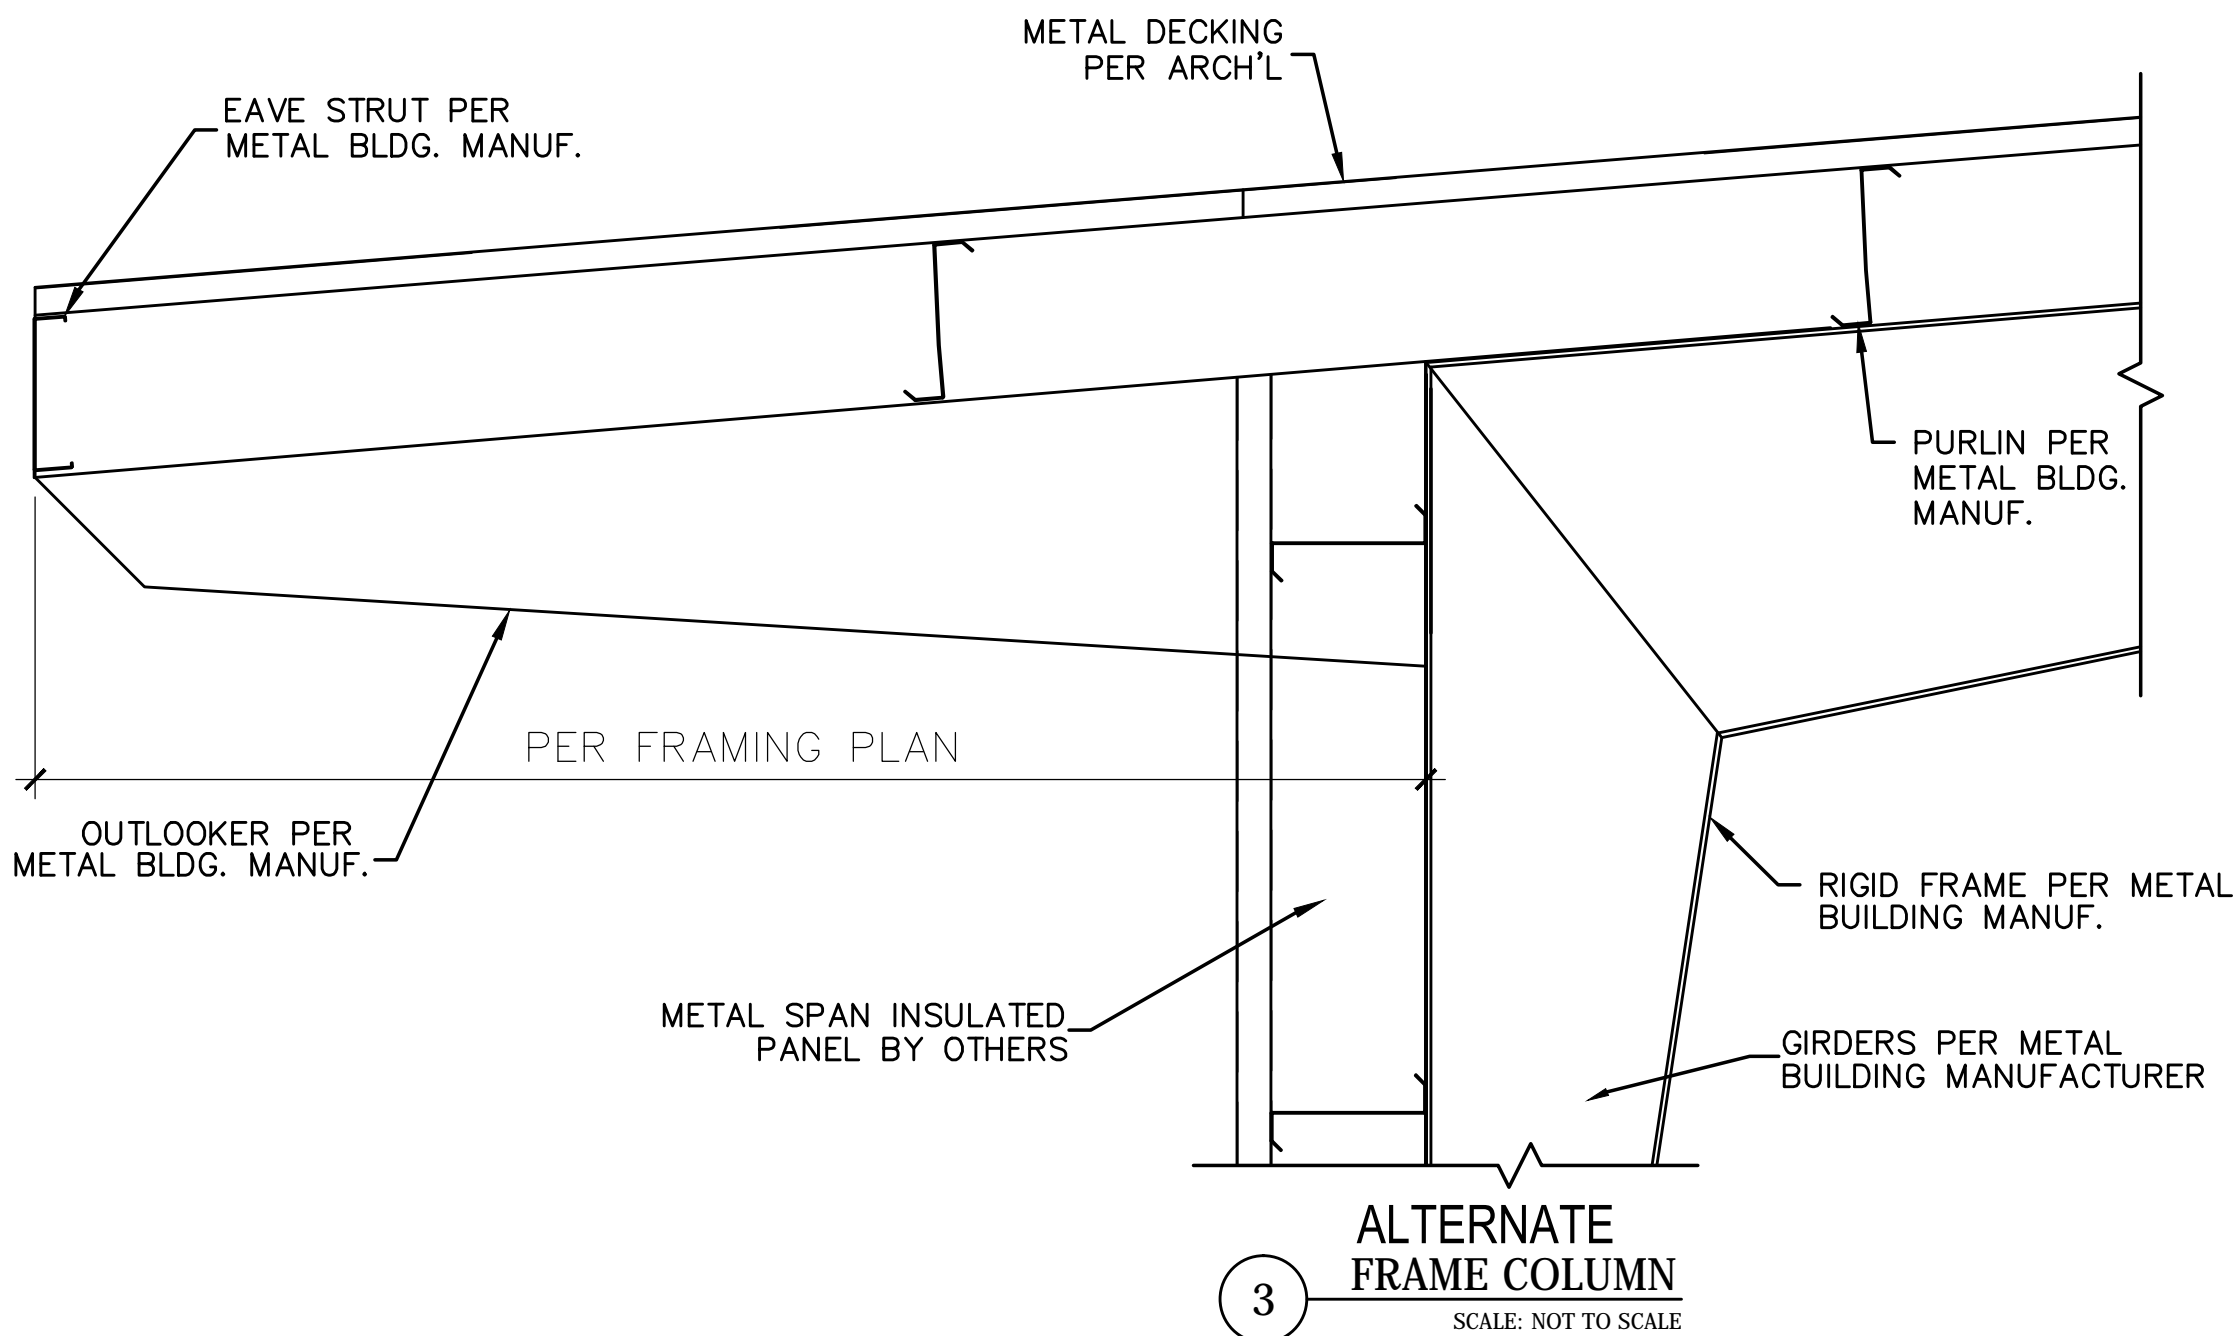 METAL DECKING
PER ARCH'L
EAVE STRUT PER
METAL BLDG. MANUF.
PURLIN PER
METAL BLDG.
MANUF.
PER FRAMING PLAN
OUTLOOKER PER
METAL BLDG. MANUF.
RIGID FRAME PER METAL
BUILDING MANUF.
METAL SPAN INSULATED
PANEL BY OTHERS
GIRDERS PER METAL
BUILDING MANUFACTURER
ALTERNATE
FRAME COLUMN
3
SCALE: NOT TO SCALE